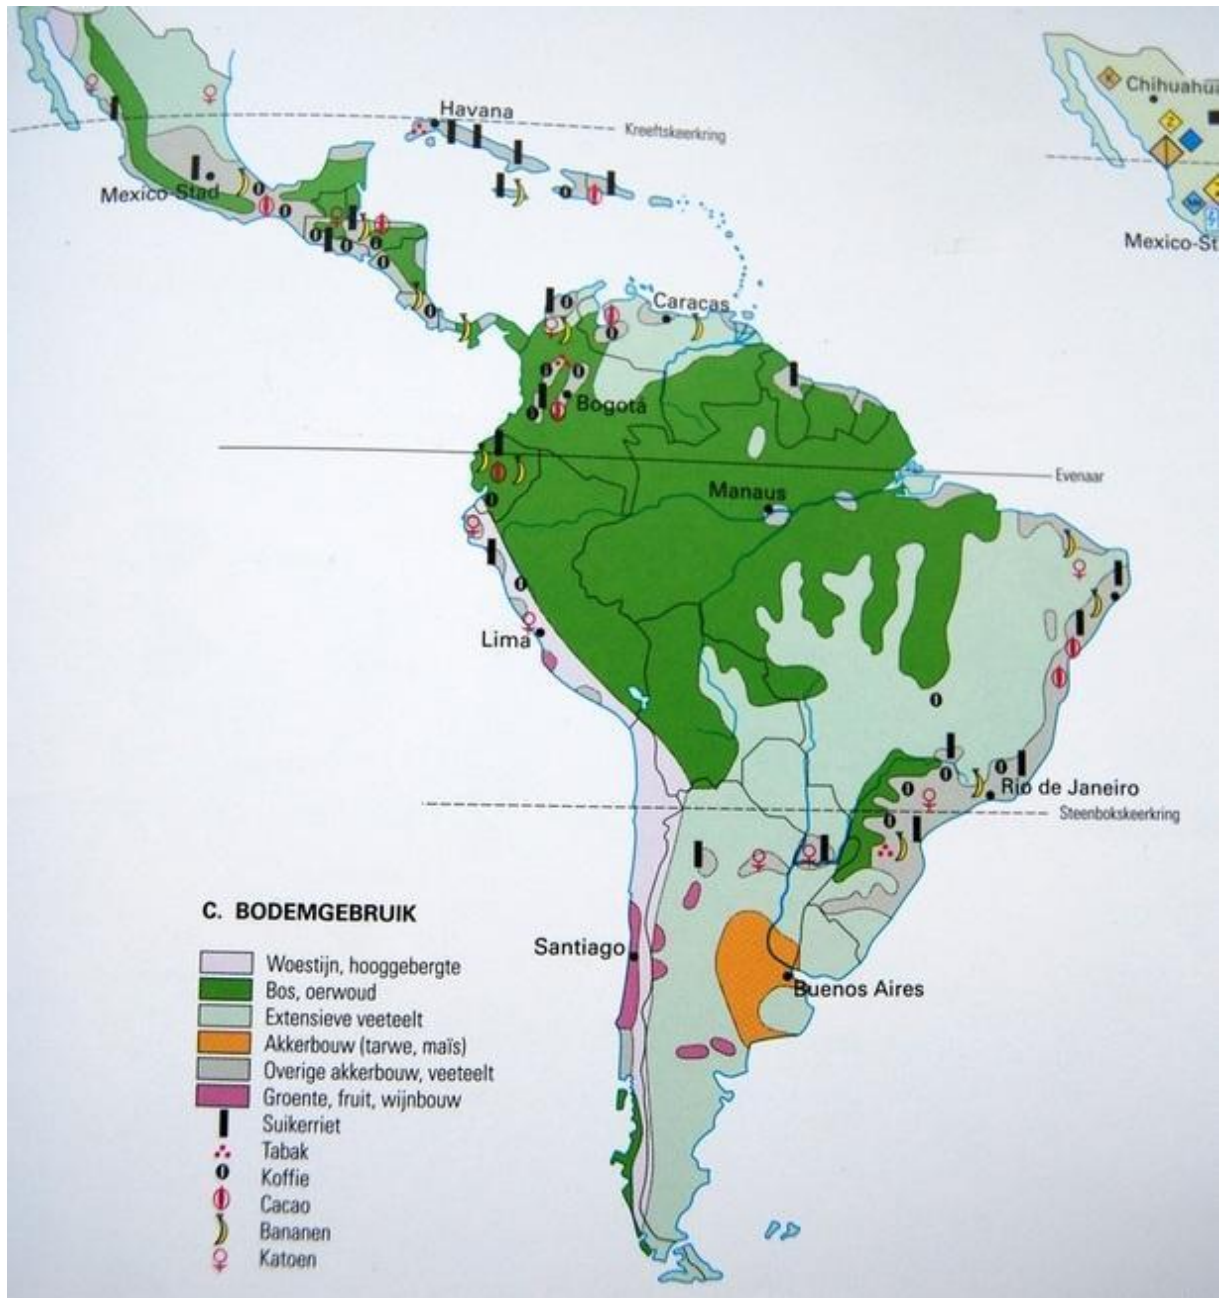 Havana
Kreeftskeerkring
Chihuahua
Mexico-Stad
Mexico-St
Caracas
Bogotá
Evenaar
Manaus
Lima
Rio de Janeiro
Steenbokskeerkring
C. BODEMGEBRUIK
Santiago
Buenos Aires
Woestijn, hooggebergte
Bos, oerwoud
Extensieve veeteelt
Akkerbouw (tarwe, maïs)
Overige akkerbouw, veeteelt
Groente, fruit, wijnbouw
Suikerriet
Tabak
Koffie
Cacao
Bananen
Katoen